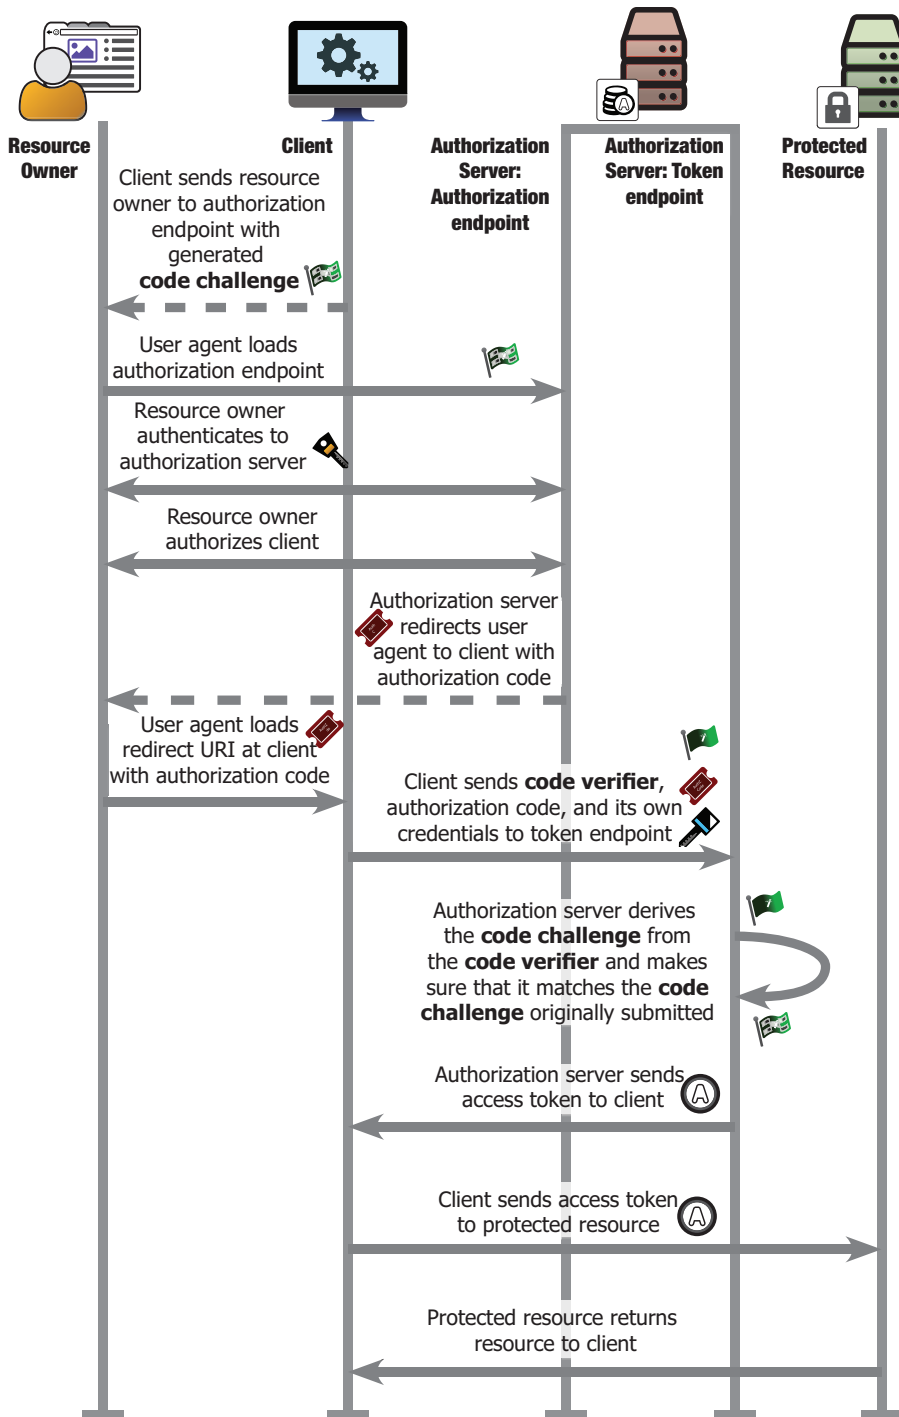 Resource
Owner
Client
Authorization
Server:
Authorization
endpoint
Authorization
Server: Token
endpoint
Protected
Resource
Client sends resource
owner to authorization
endpoint with
generated
code challenge
User agent loads
authorization endpoint
Resource owner
authenticates to
authorization server
Resource owner
authorizes client
Authorization server
redirects user
agent to client with
authorization code
User agent loads
redirect URI at client
with authorization code
Client sends code verifier,
authorization code, and its own
credentials to token endpoint
Authorization server derives
the code challenge from
the code verifier and makes
sure that it matches the code
challenge originally submitted
Authorization server sends
access token to client
A
Client sends access token
to protected resource
A
Protected resource returns
resource to client